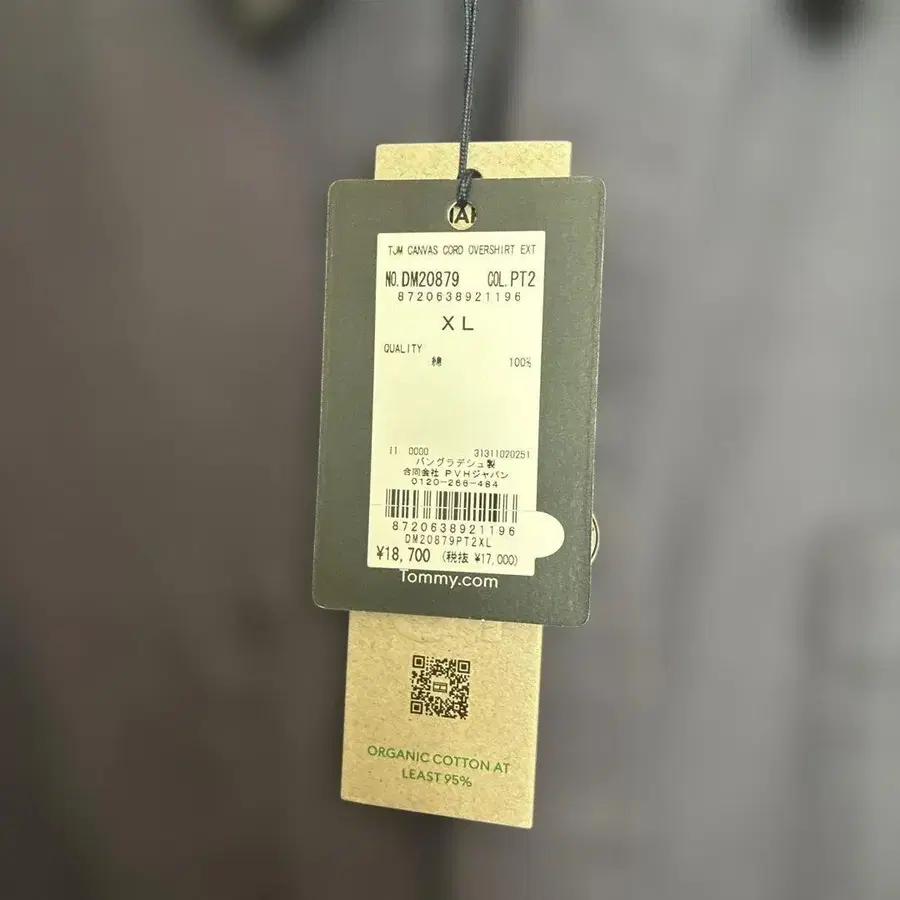 TJM CANVAS CORD OVERSHIRT EXT
NO.DM20879 COL.PT2
8720638921196
XL
QUALITY
綿 100%
11 0000 31311020251
バングラデシュ製
合同会社 PVHジャパン
0120-266-484
8720638921196
DM20879PT2XL
¥18,700 (税抜 ¥17,000)
Tommy.com
ORGANIC COTTON AT
LEAST 95%